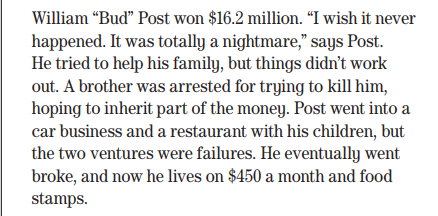 William “Bud” Post won $16.2 million. “I wish it never
happened. It was totally a nightmare,” says Post.
He tried to help his family, but things didn’t work
out. A brother was arrested for trying to kill him,
hoping to inherit part of the money. Post went into a
car business and a restaurant with his children, but
the two ventures were failures. He eventually went
broke, and now he lives on $450 a month and food
stamps.